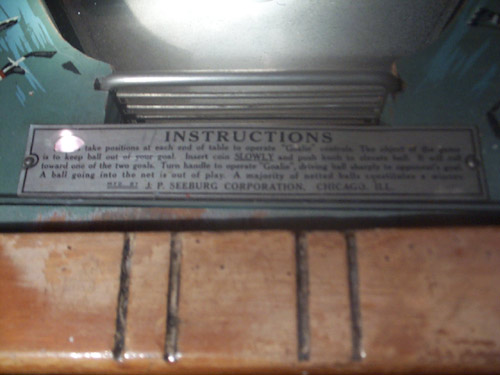 INSTRUCTIONS
take positions at each end of table to operate "Goalie" controls. The object of the game
is to keep ball out of your goal. Insert coin SLOWLY and push knob to elevate ball. It will roll
toward one of the two goals. Turn handle to operate "Goalie", driving ball sharply to opponent's goal.
A ball going into the net is out of play. A majority of netted balls constitutes a winner.
MFG. BY J. P. SEEBURG CORPORATION, CHICAGO, ILL.